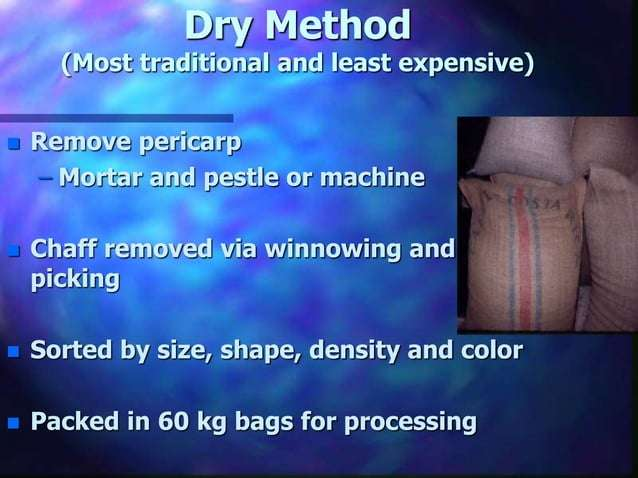 Dry Method
(Most traditional and least expensive)
Remove pericarp
– Mortar and pestle or machine
Chaff removed via winnowing and
picking
Sorted by size, shape, density and color
Packed in 60 kg bags for processing